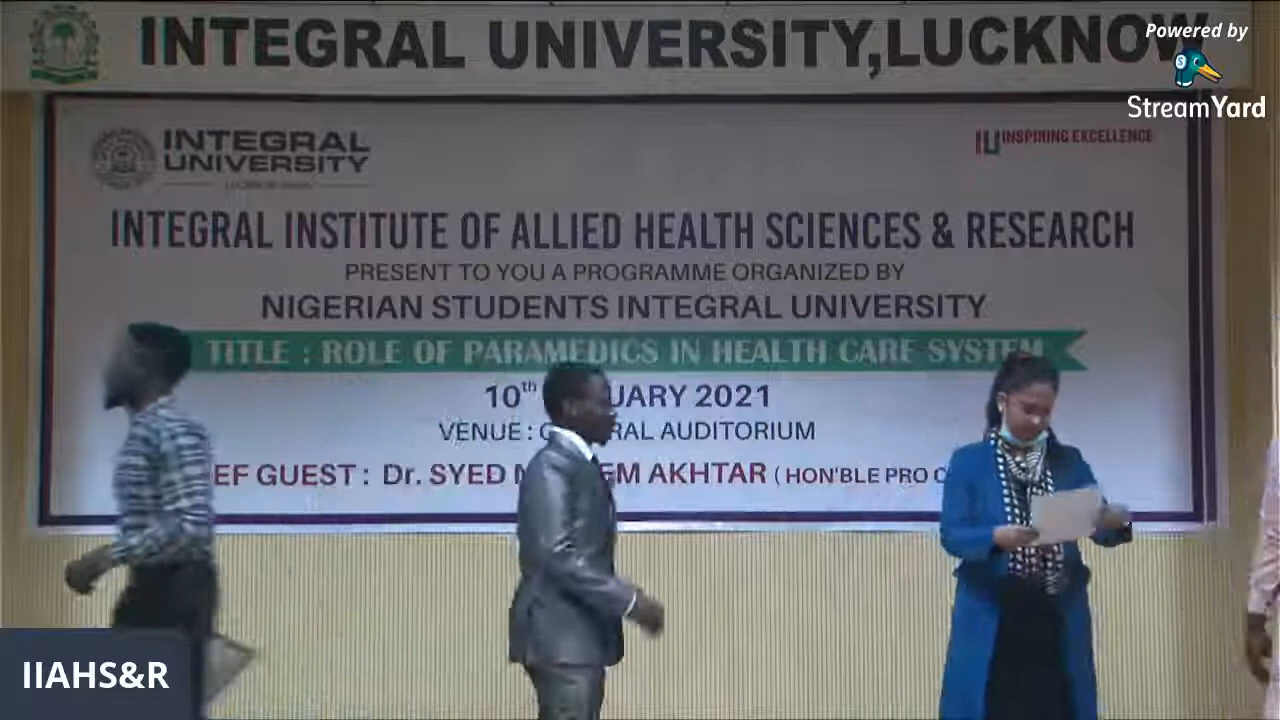 INTEGRAL UNIVERSITY, LUCKNOW
Powered by
StreamYard
INTEGRAL
UNIVERSITY
IU INSPIRING EXCELLENCE
INTEGRAL INSTITUTE OF ALLIED HEALTH SCIENCES & RESEARCH
PRESENT TO YOU A PROGRAMME ORGANIZED BY
NIGERIAN STUDENTS INTEGRAL UNIVERSITY
TITLE : ROLE OF PARAMEDICS IN HEALTH CARE SYSTEM
10th UARY 2021
VENUE : RAL AUDITORIUM
EF GUEST : Dr. SYED EM AKHTAR ( HON'BLE PRO
IIAHS&R